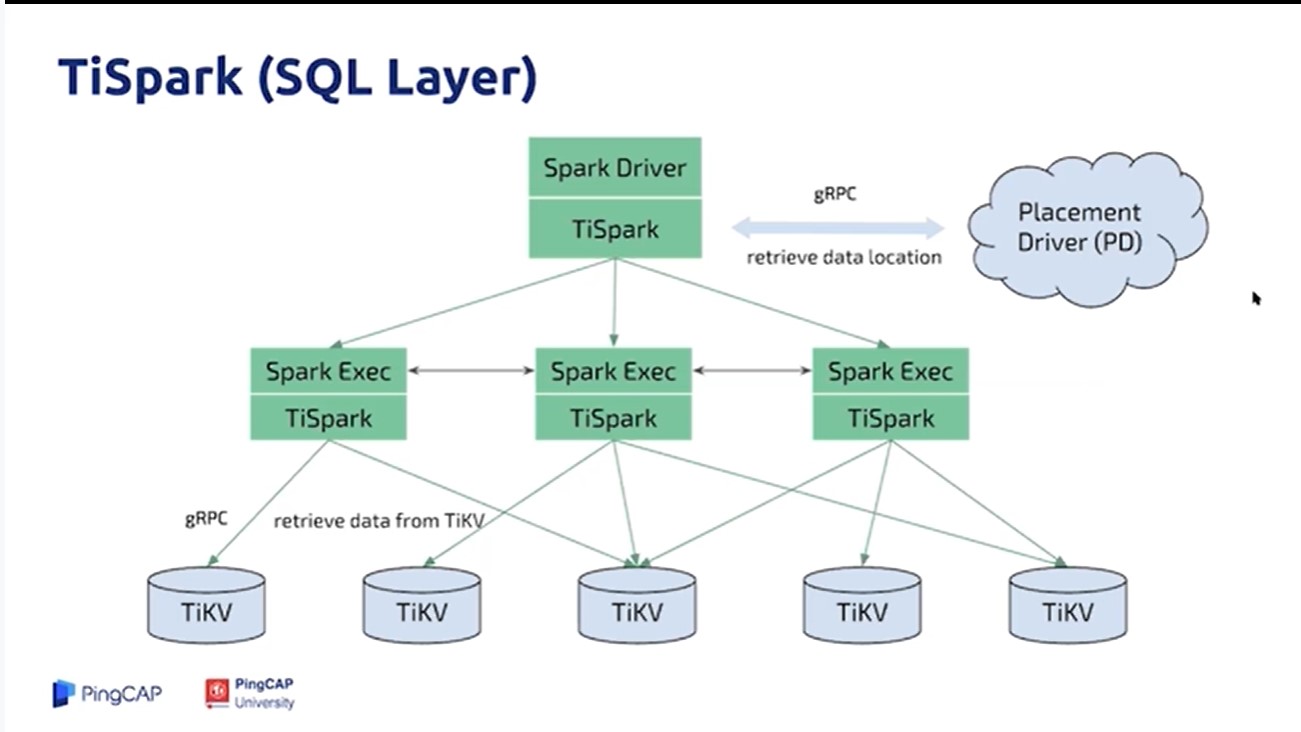 TiSpark (SQL Layer)
Spark Driver
TiSpark
gRPC
retrieve data location
Placement
Driver (PD)
Spark Exec
TiSpark
Spark Exec
TiSpark
Spark Exec
TiSpark
gRPC
retrieve data from TiKV
TiKV
TiKV
TiKV
TiKV
TiKV
PingCAP
PingCAP
University